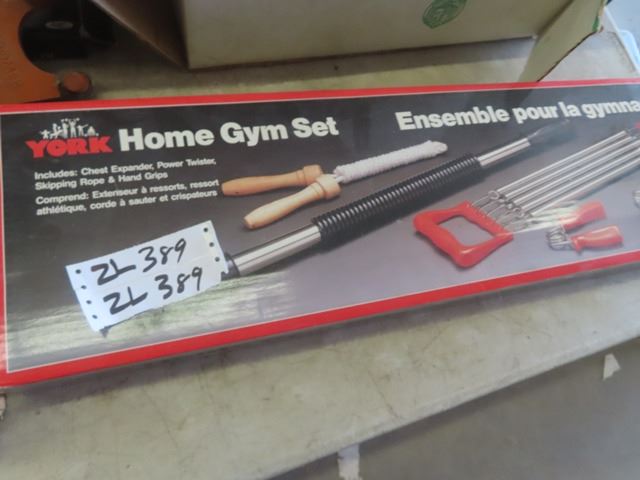 YORK Home Gym Set
Ensemble pour la gymna
Includes: Chest Expander, Power Twister,
Skipping Rope & Hand Grips
Comprend: Exteriseur à ressorts, ressort
athlétique, corde à sauter et crispateurs
ZL 389
ZL 389